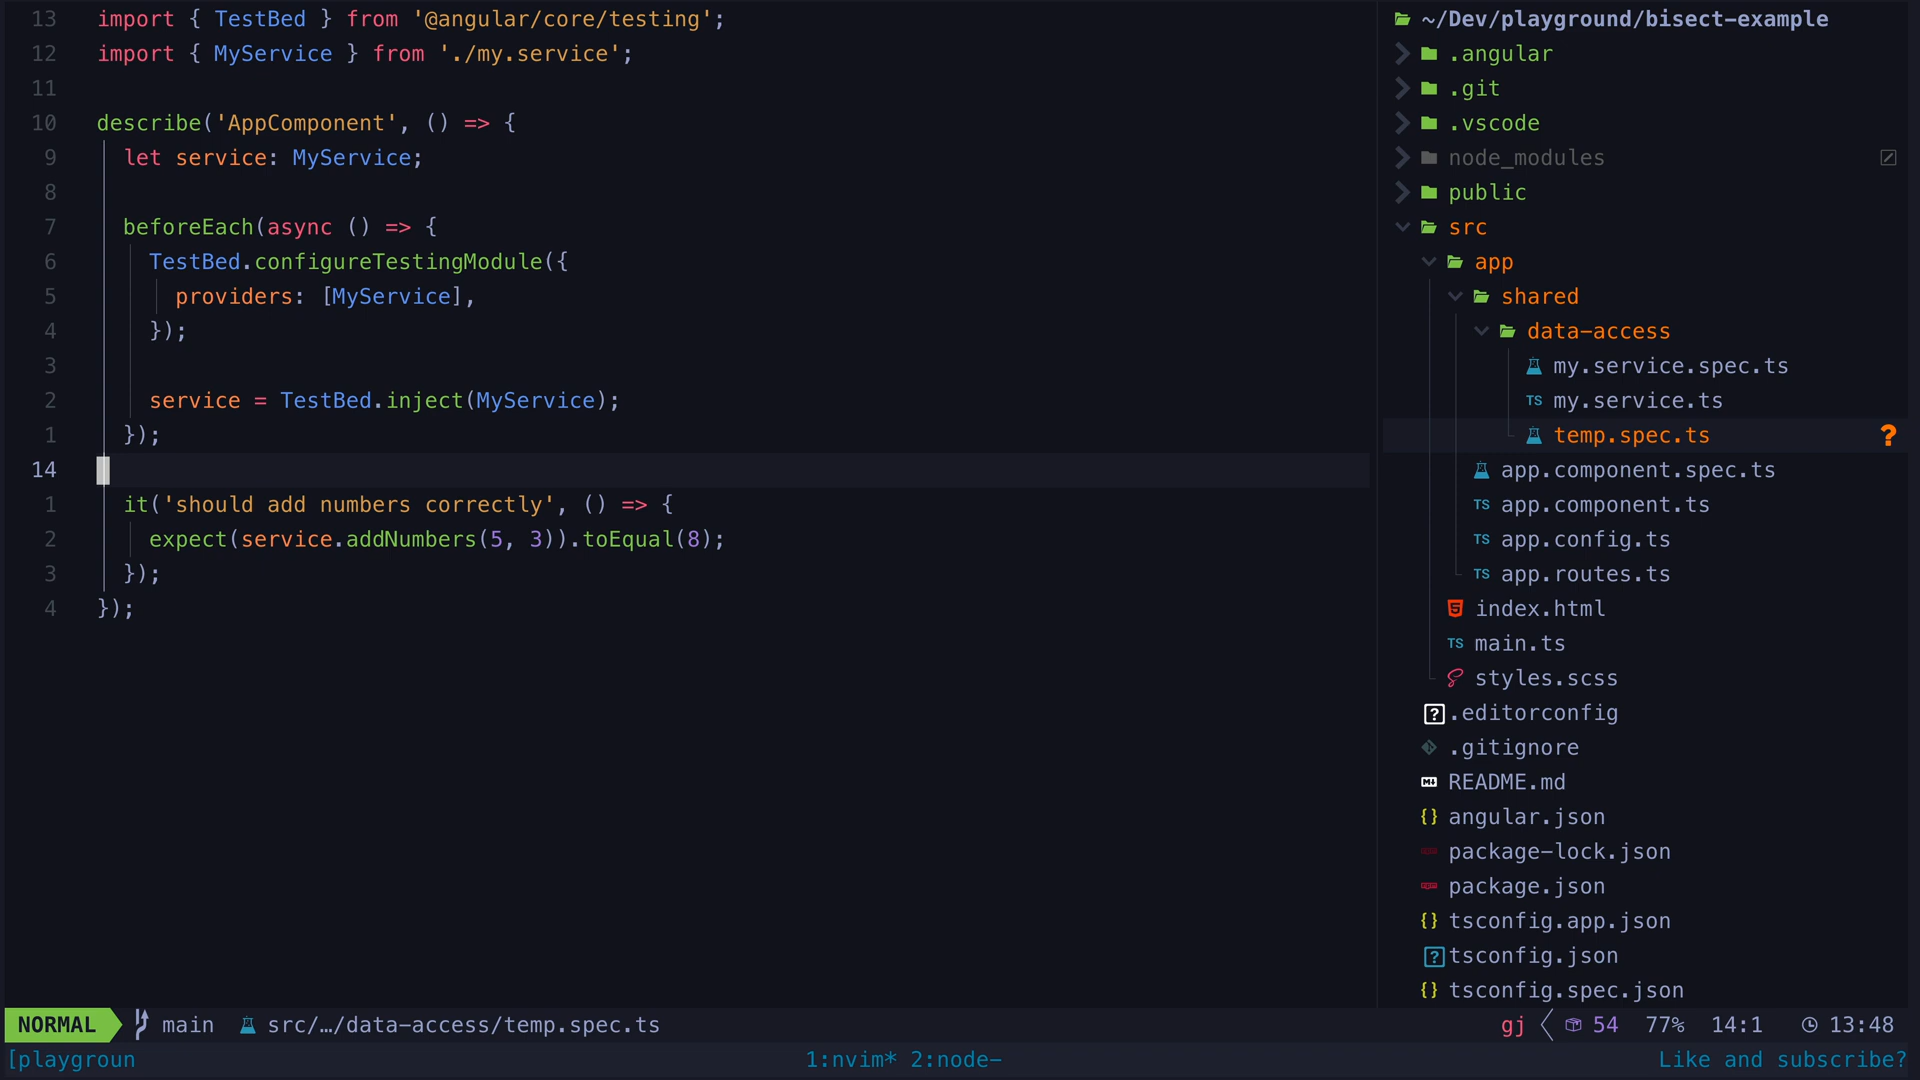 13 import { TestBed } from '@angular/core/testing';
12 import { MyService } from './my.service';
11
10 describe('AppComponent', () => {
9 let service: MyService;
8
7 beforeEach(async () => {
6 TestBed.configureTestingModule({
5 providers: [MyService],
4 });
3
2 service = TestBed.inject(MyService);
1 });
14
1 it('should add numbers correctly', () => {
2 expect(service.addNumbers(5, 3)).toEqual(8);
3 });
4 });
~/Dev/playground/bisect-example
.angular
.git
.vscode
node_modules
public
src
app
shared
data-access
my.service.spec.ts
TS my.service.ts
temp.spec.ts ?
app.component.spec.ts
TS app.component.ts
TS app.config.ts
TS app.routes.ts
5 index.html
TS main.ts
styles.scss
? .editorconfig
.gitignore
README.md
{} angular.json
package-lock.json
package.json
{} tsconfig.app.json
? tsconfig.json
{} tsconfig.spec.json
NORMAL main src/…/data-access/temp.spec.ts gj 54 77% 14:1 13:48
[playgroun 1:nvim* 2:node- Like and subscribe?